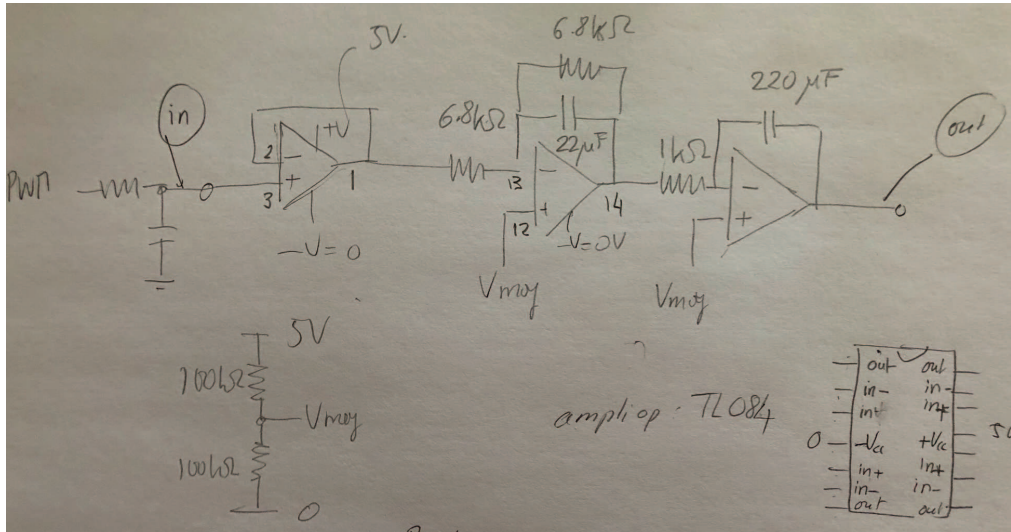 5V.
6.8kΩ
220µF
in
+V
6.8kΩ
22µF
1kΩ
out
1
2
−
+
3
1
PWM
13
−
+
12
14
−
+
−V=0
−V=0V
Vmoy
Vmoy
5V
100kΩ
Vmoy
100kΩ
0
ampliop. TL084
out out
in- in-
in+ in+
0 -Vcc +Vcc
in+ in+
in- in-
out out